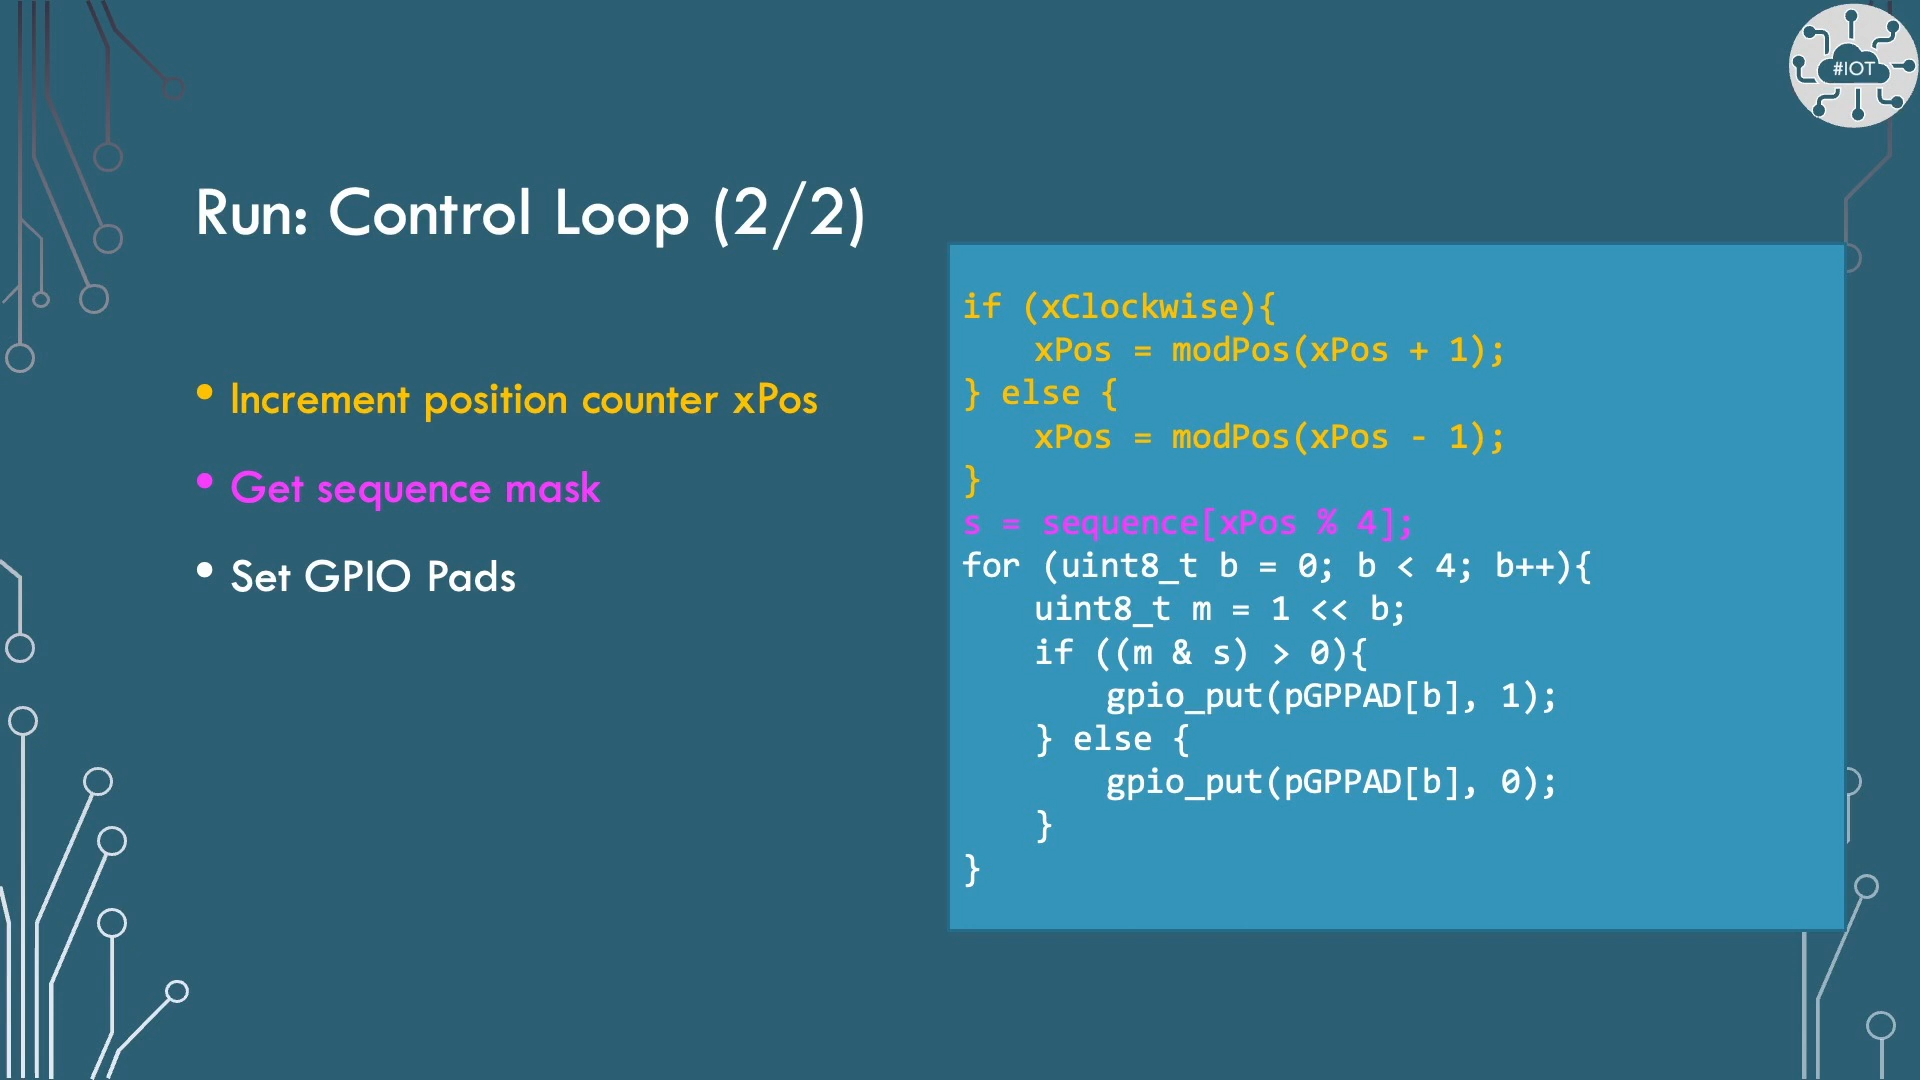 #IOT
Run: Control Loop (2/2)
• Increment position counter xPos
• Get sequence mask
• Set GPIO Pads
if (xClockwise){
    xPos = modPos(xPos + 1);
} else {
    xPos = modPos(xPos - 1);
}
s = sequence[xPos % 4];
for (uint8_t b = 0; b < 4; b++){
    uint8_t m = 1 << b;
    if ((m & s) > 0){
        gpio_put(pGPPAD[b], 1);
    } else {
        gpio_put(pGPPAD[b], 0);
    }
}